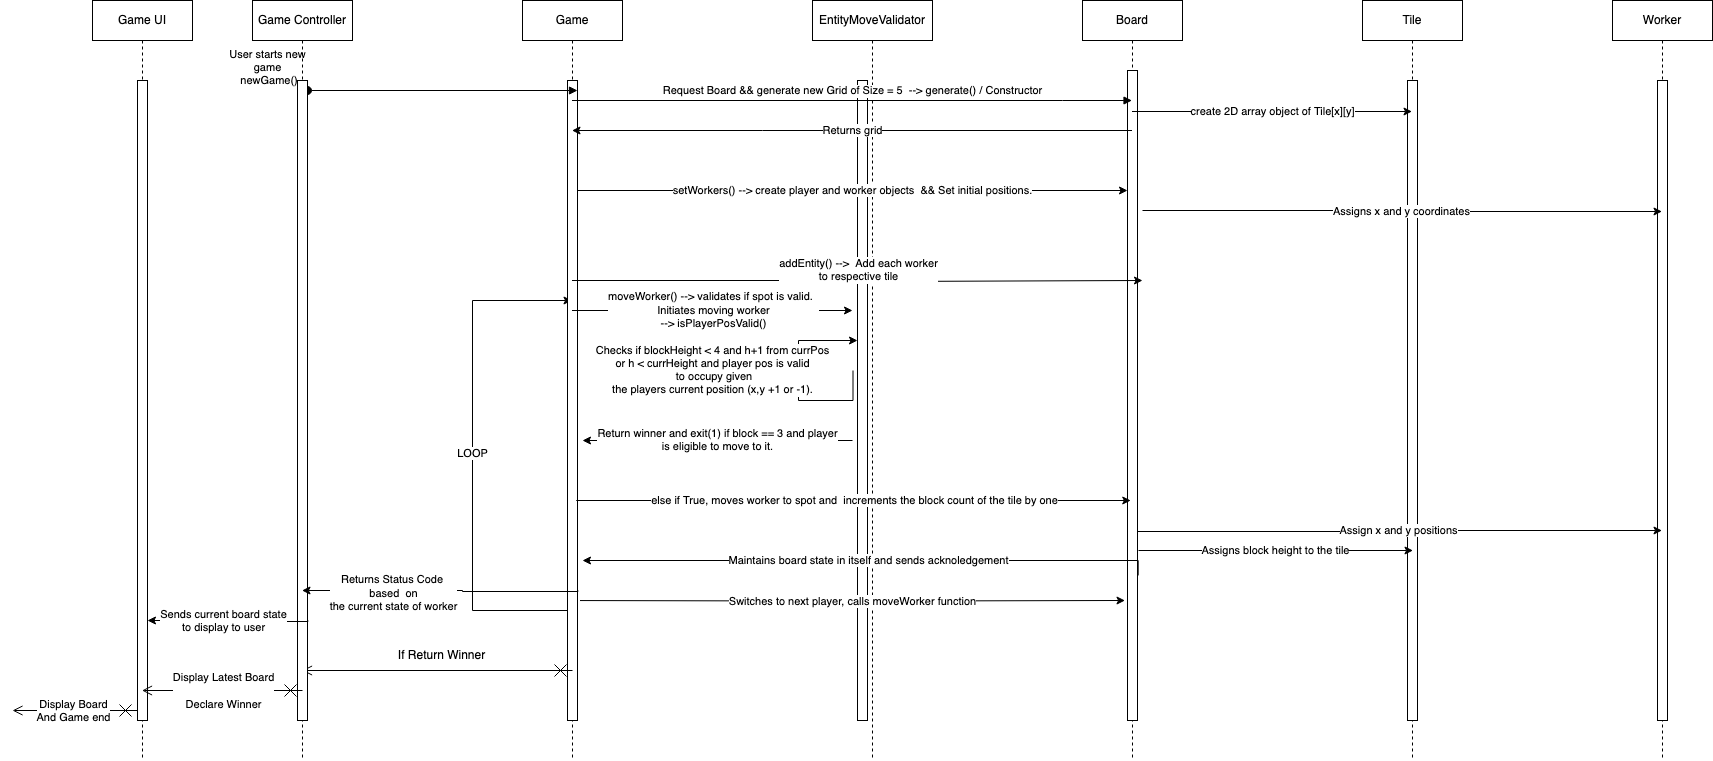 Game UI
Game Controller
Game
EntityMoveValidator
Board
Tile
Worker
User starts new
game
newGame()
Request Board && generate new Grid of Size = 5 --> generate() / Constructor
create 2D array object of Tile[x][y]
Returns grid
setWorkers() --> create player and worker objects && Set initial positions.
Assigns x and y coordinates
addEntity() --> Add each worker
to respective tile
moveWorker() --> validates if spot is valid.
Initiates moving worker
--> isPlayerPosValid()
Checks if blockHeight < 4 and h+1 from currPos
or h < currHeight and player pos is valid
to occupy given
the players current position (x,y +1 or -1).
Return winner and exit(1) if block == 3 and player
is eligible to move to it.
LOOP
else if True, moves worker to spot and increments the block count of the tile by one
Assign x and y positions
Assigns block height to the tile
Maintains board state in itself and sends acknoledgement
Returns Status Code
based on
the current state of worker
Switches to next player, calls moveWorker function
Sends current board state
to display to user
If Return Winner
Display Latest Board
Declare Winner
Display Board
And Game end